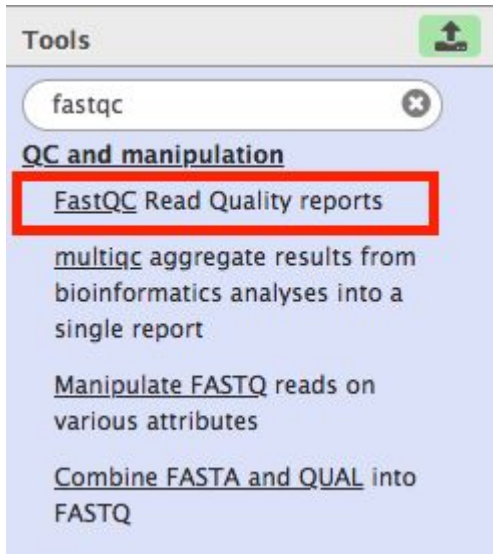 Tools
fastqc
QC and manipulation
FastQC Read Quality reports
multiqc aggregate results from
bioinformatics analyses into a
single report
Manipulate FASTQ reads on
various attributes
Combine FASTA and QUAL into
FASTQ